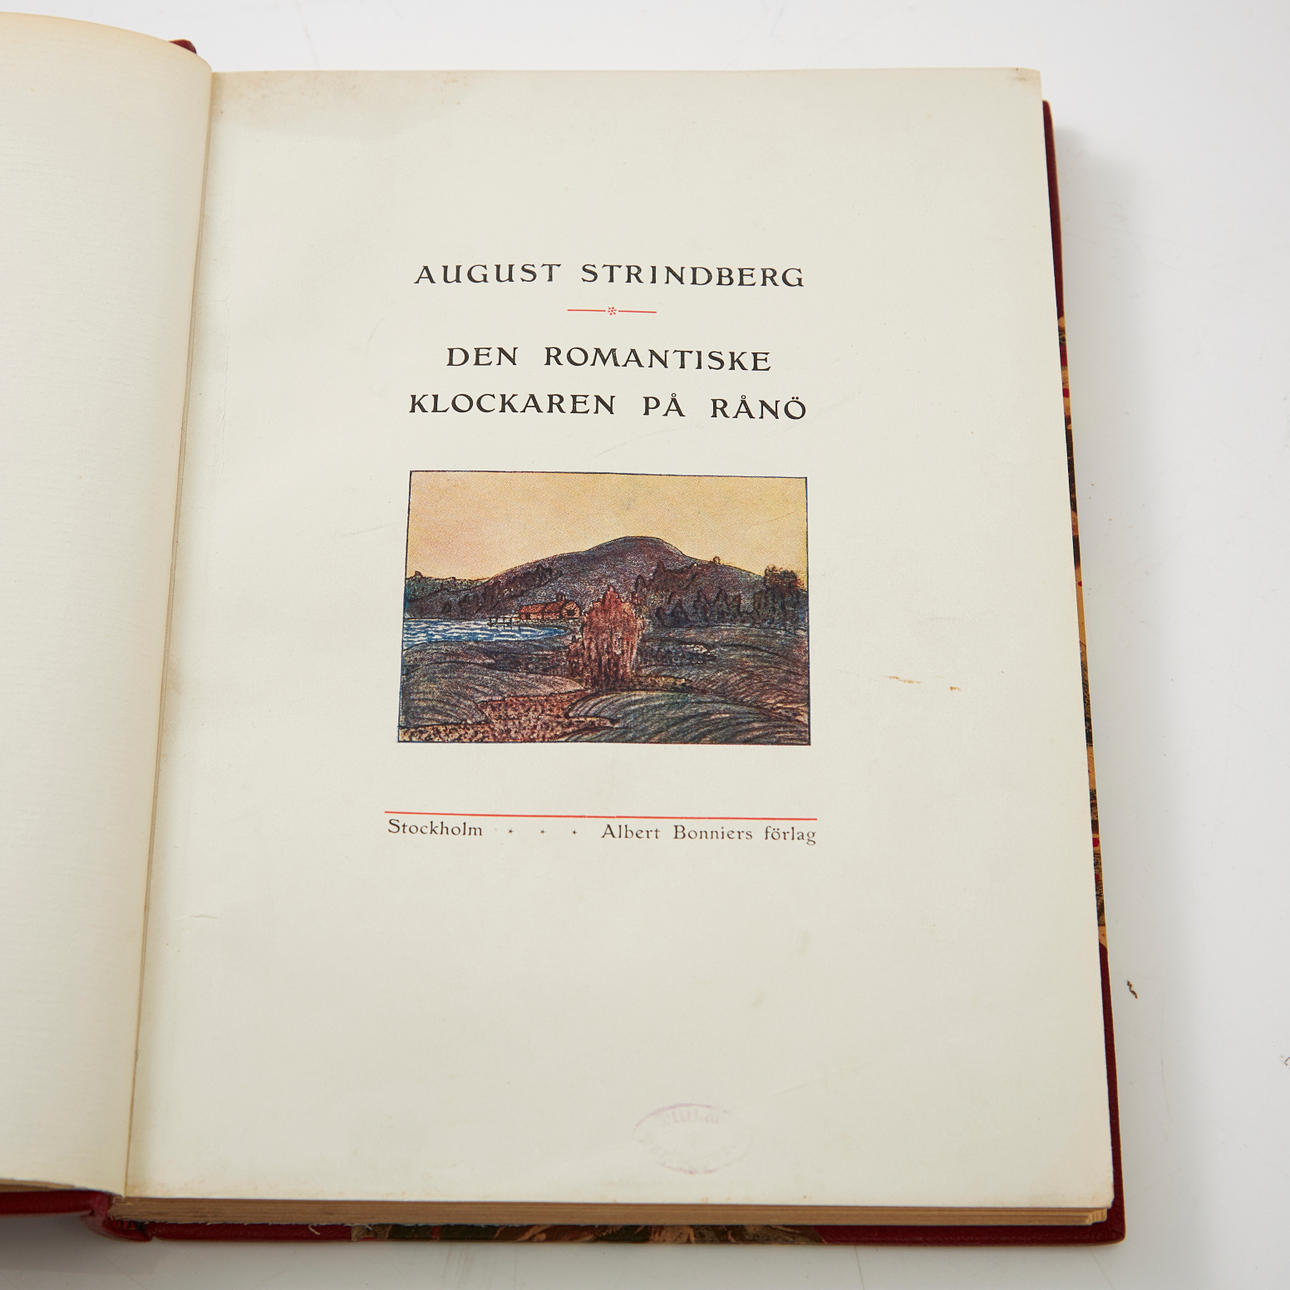 AUGUST STRINDBERG
DEN ROMANTISKE
KLOCKAREN PÅ RÅNÖ
Stockholm * * * Albert Bonniers förlag